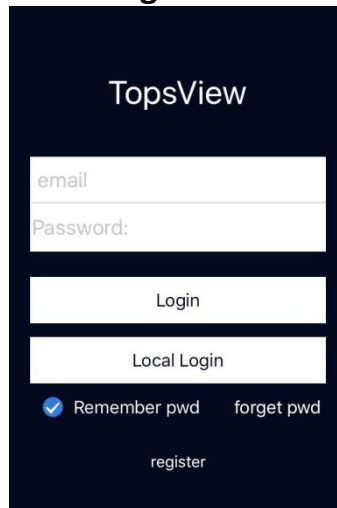 TopsView
email
Password:
Login
Local Login
Remember pwd forget pwd
register